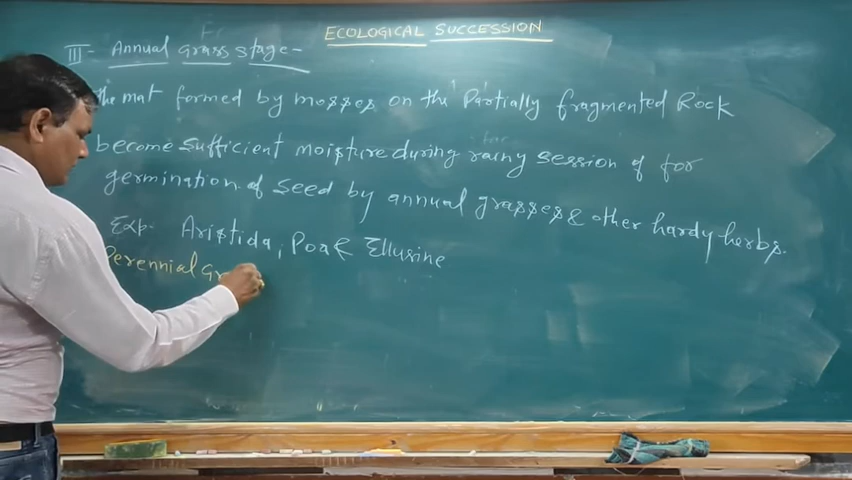 ECOLOGICAL SUCCESSION
III- Annual Grass stage-
the mat formed by mosses on the Partially fragmented Rock
become sufficient moisture during rainy session of for
germination of seed by annual grasses & other hardy herbs.
Exp. Aristida, Poa & Ellusine
Perennial Gr